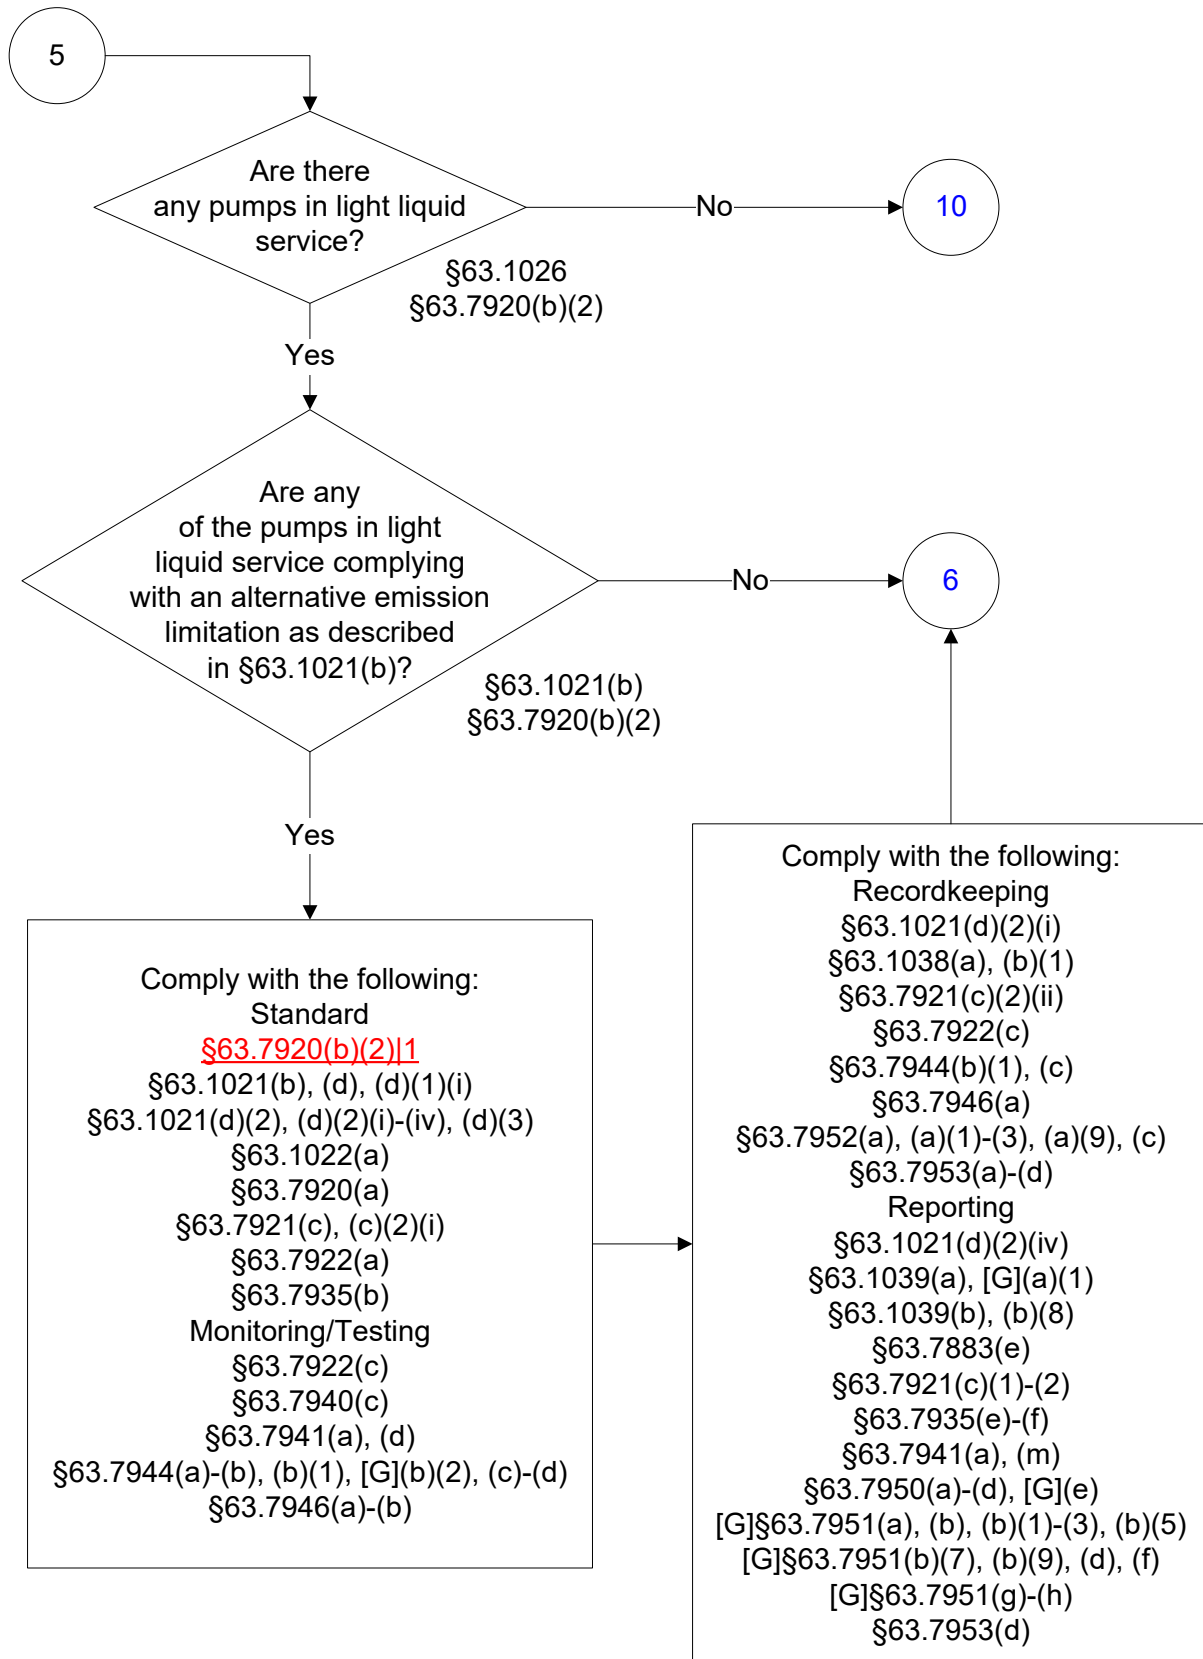 5
Are there
any pumps in light liquid
service?
No
10
§63.1026
§63.7920(b)(2)
Yes
Are any
of the pumps in light
liquid service complying
with an alternative emission
limitation as described
in §63.1021(b)?
No
6
§63.1021(b)
§63.7920(b)(2)
Yes
Comply with the following:
Standard
§63.7920(b)(2)|1
§63.1021(b), (d), (d)(1)(i)
§63.1021(d)(2), (d)(2)(i)-(iv), (d)(3)
§63.1022(a)
§63.7920(a)
§63.7921(c), (c)(2)(i)
§63.7922(a)
§63.7935(b)
Monitoring/Testing
§63.7922(c)
§63.7940(c)
§63.7941(a), (d)
§63.7944(a)-(b), (b)(1), [G](b)(2), (c)-(d)
§63.7946(a)-(b)
Comply with the following:
Recordkeeping
§63.1021(d)(2)(i)
§63.1038(a), (b)(1)
§63.7921(c)(2)(ii)
§63.7922(c)
§63.7944(b)(1), (c)
§63.7946(a)
§63.7952(a), (a)(1)-(3), (a)(9), (c)
§63.7953(a)-(d)
Reporting
§63.1021(d)(2)(iv)
§63.1039(a), [G](a)(1)
§63.1039(b), (b)(8)
§63.7883(e)
§63.7921(c)(1)-(2)
§63.7935(e)-(f)
§63.7941(a), (m)
§63.7950(a)-(d), [G](e)
[G]§63.7951(a), (b), (b)(1)-(3), (b)(5)
[G]§63.7951(b)(7), (b)(9), (d), (f)
[G]§63.7951(g)-(h)
§63.7953(d)